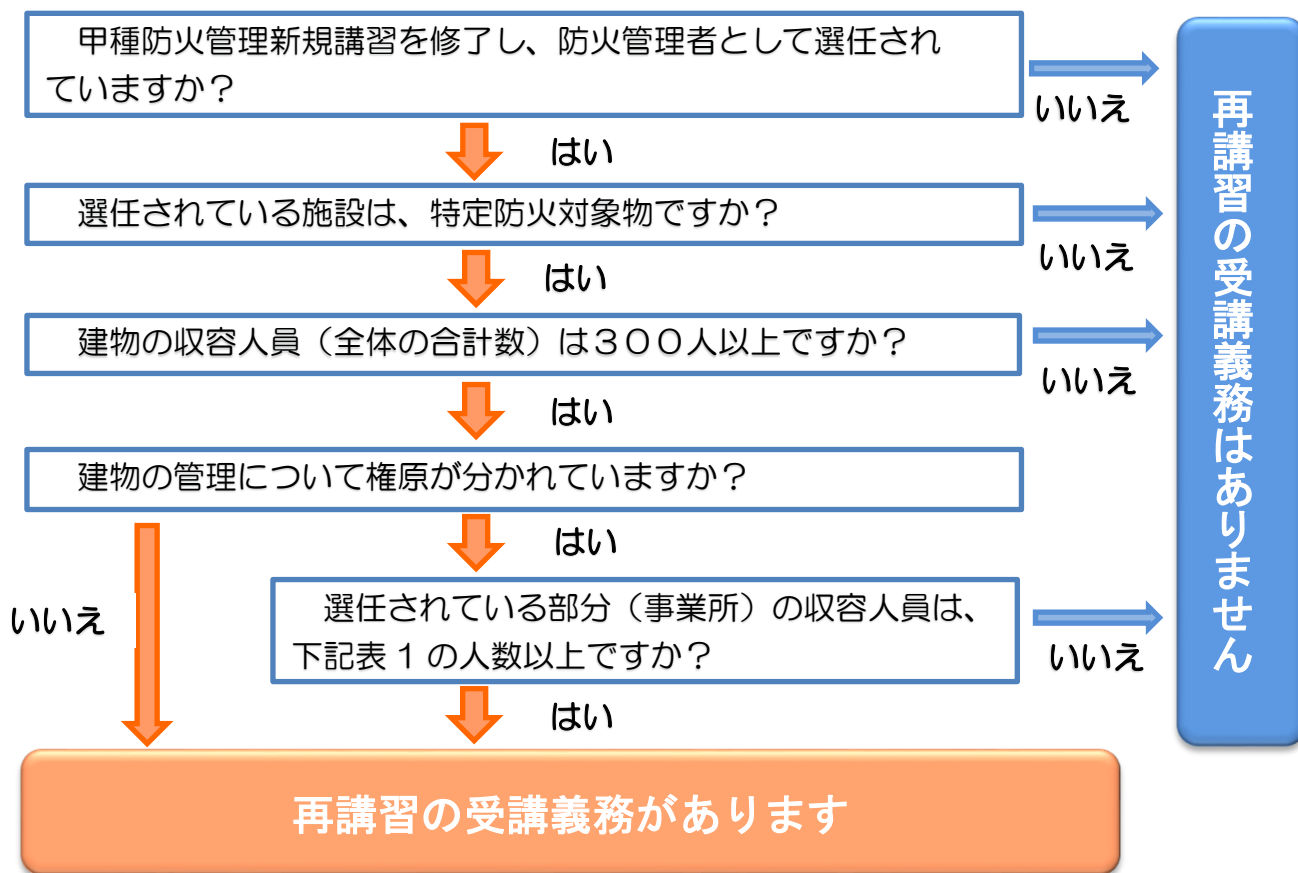 甲種防火管理新規講習を修了し、防火管理者として選任され
ていますか？
いいえ
はい
選任されている施設は、特定防火対象物ですか？
いいえ
はい
建物の収容人員（全体の合計数）は３００人以上ですか？
いいえ
はい
建物の管理について権原が分かれていますか？
はい
いいえ
選任されている部分（事業所）の収容人員は、
下記表１の人数以上ですか？
いいえ
はい
再講習の受講義務があります
再講習の受講義務はありません